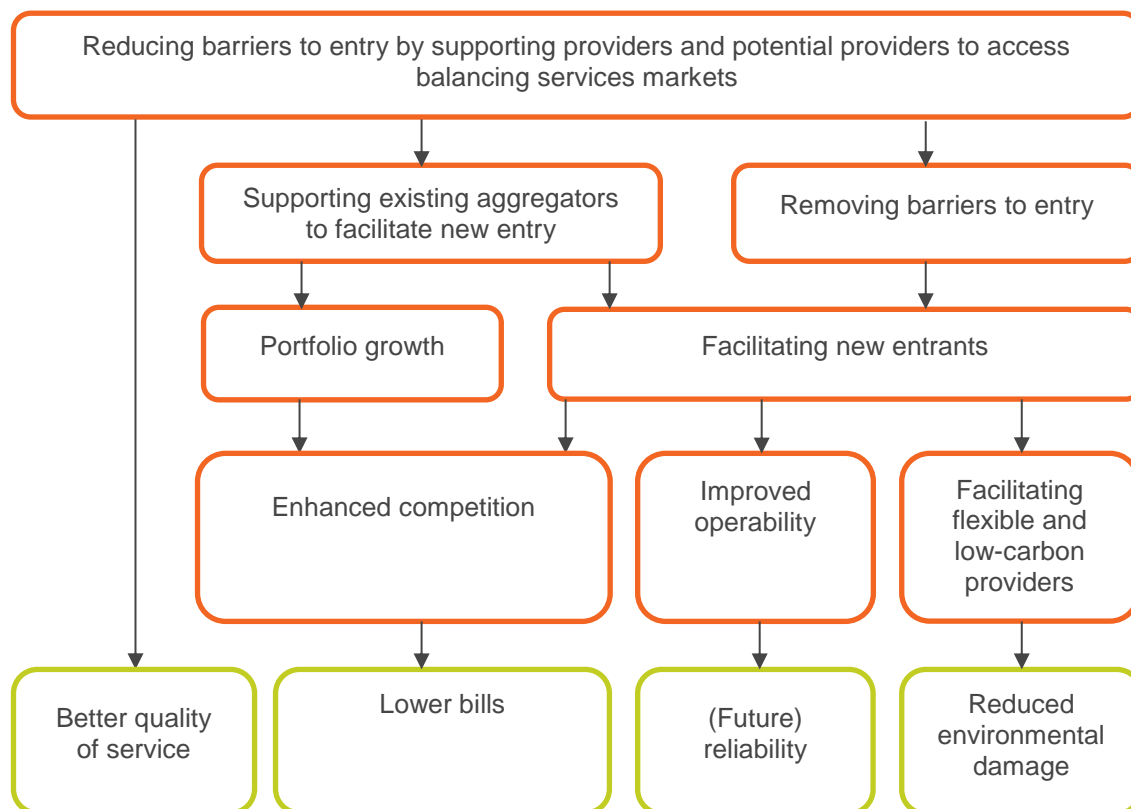 Reducing barriers to entry by supporting providers and potential providers to access
balancing services markets
Supporting existing aggregators
to facilitate new entry
Removing barriers to entry
Portfolio growth
Facilitating new entrants
Enhanced competition
Improved
operability
Facilitating
flexible and
low-carbon
providers
Better quality
of service
Lower bills
(Future)
reliability
Reduced
environmental
damage